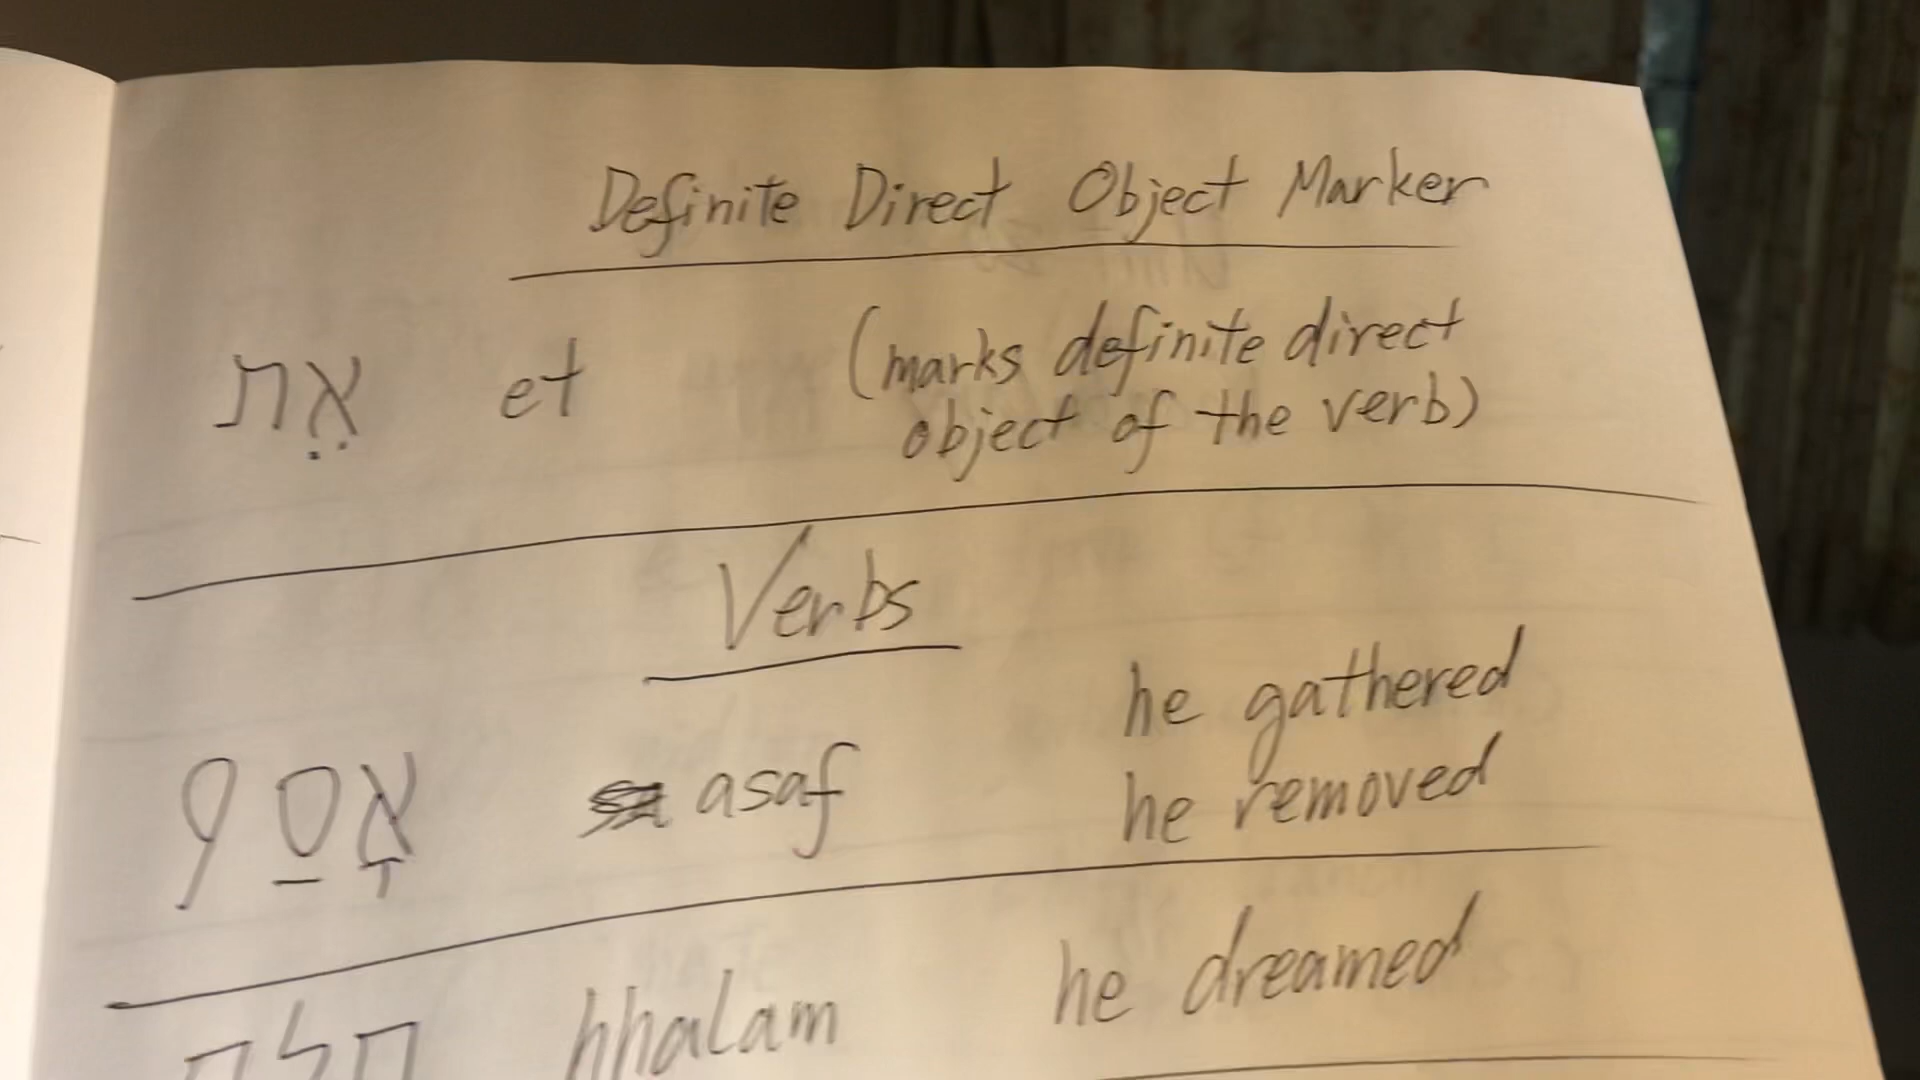 Definite Direct Object Marker
אֵת et (marks definite direct
object of the verb)
Verbs
he gathered
אָסַף asaf he removed
hhalam he dreamed